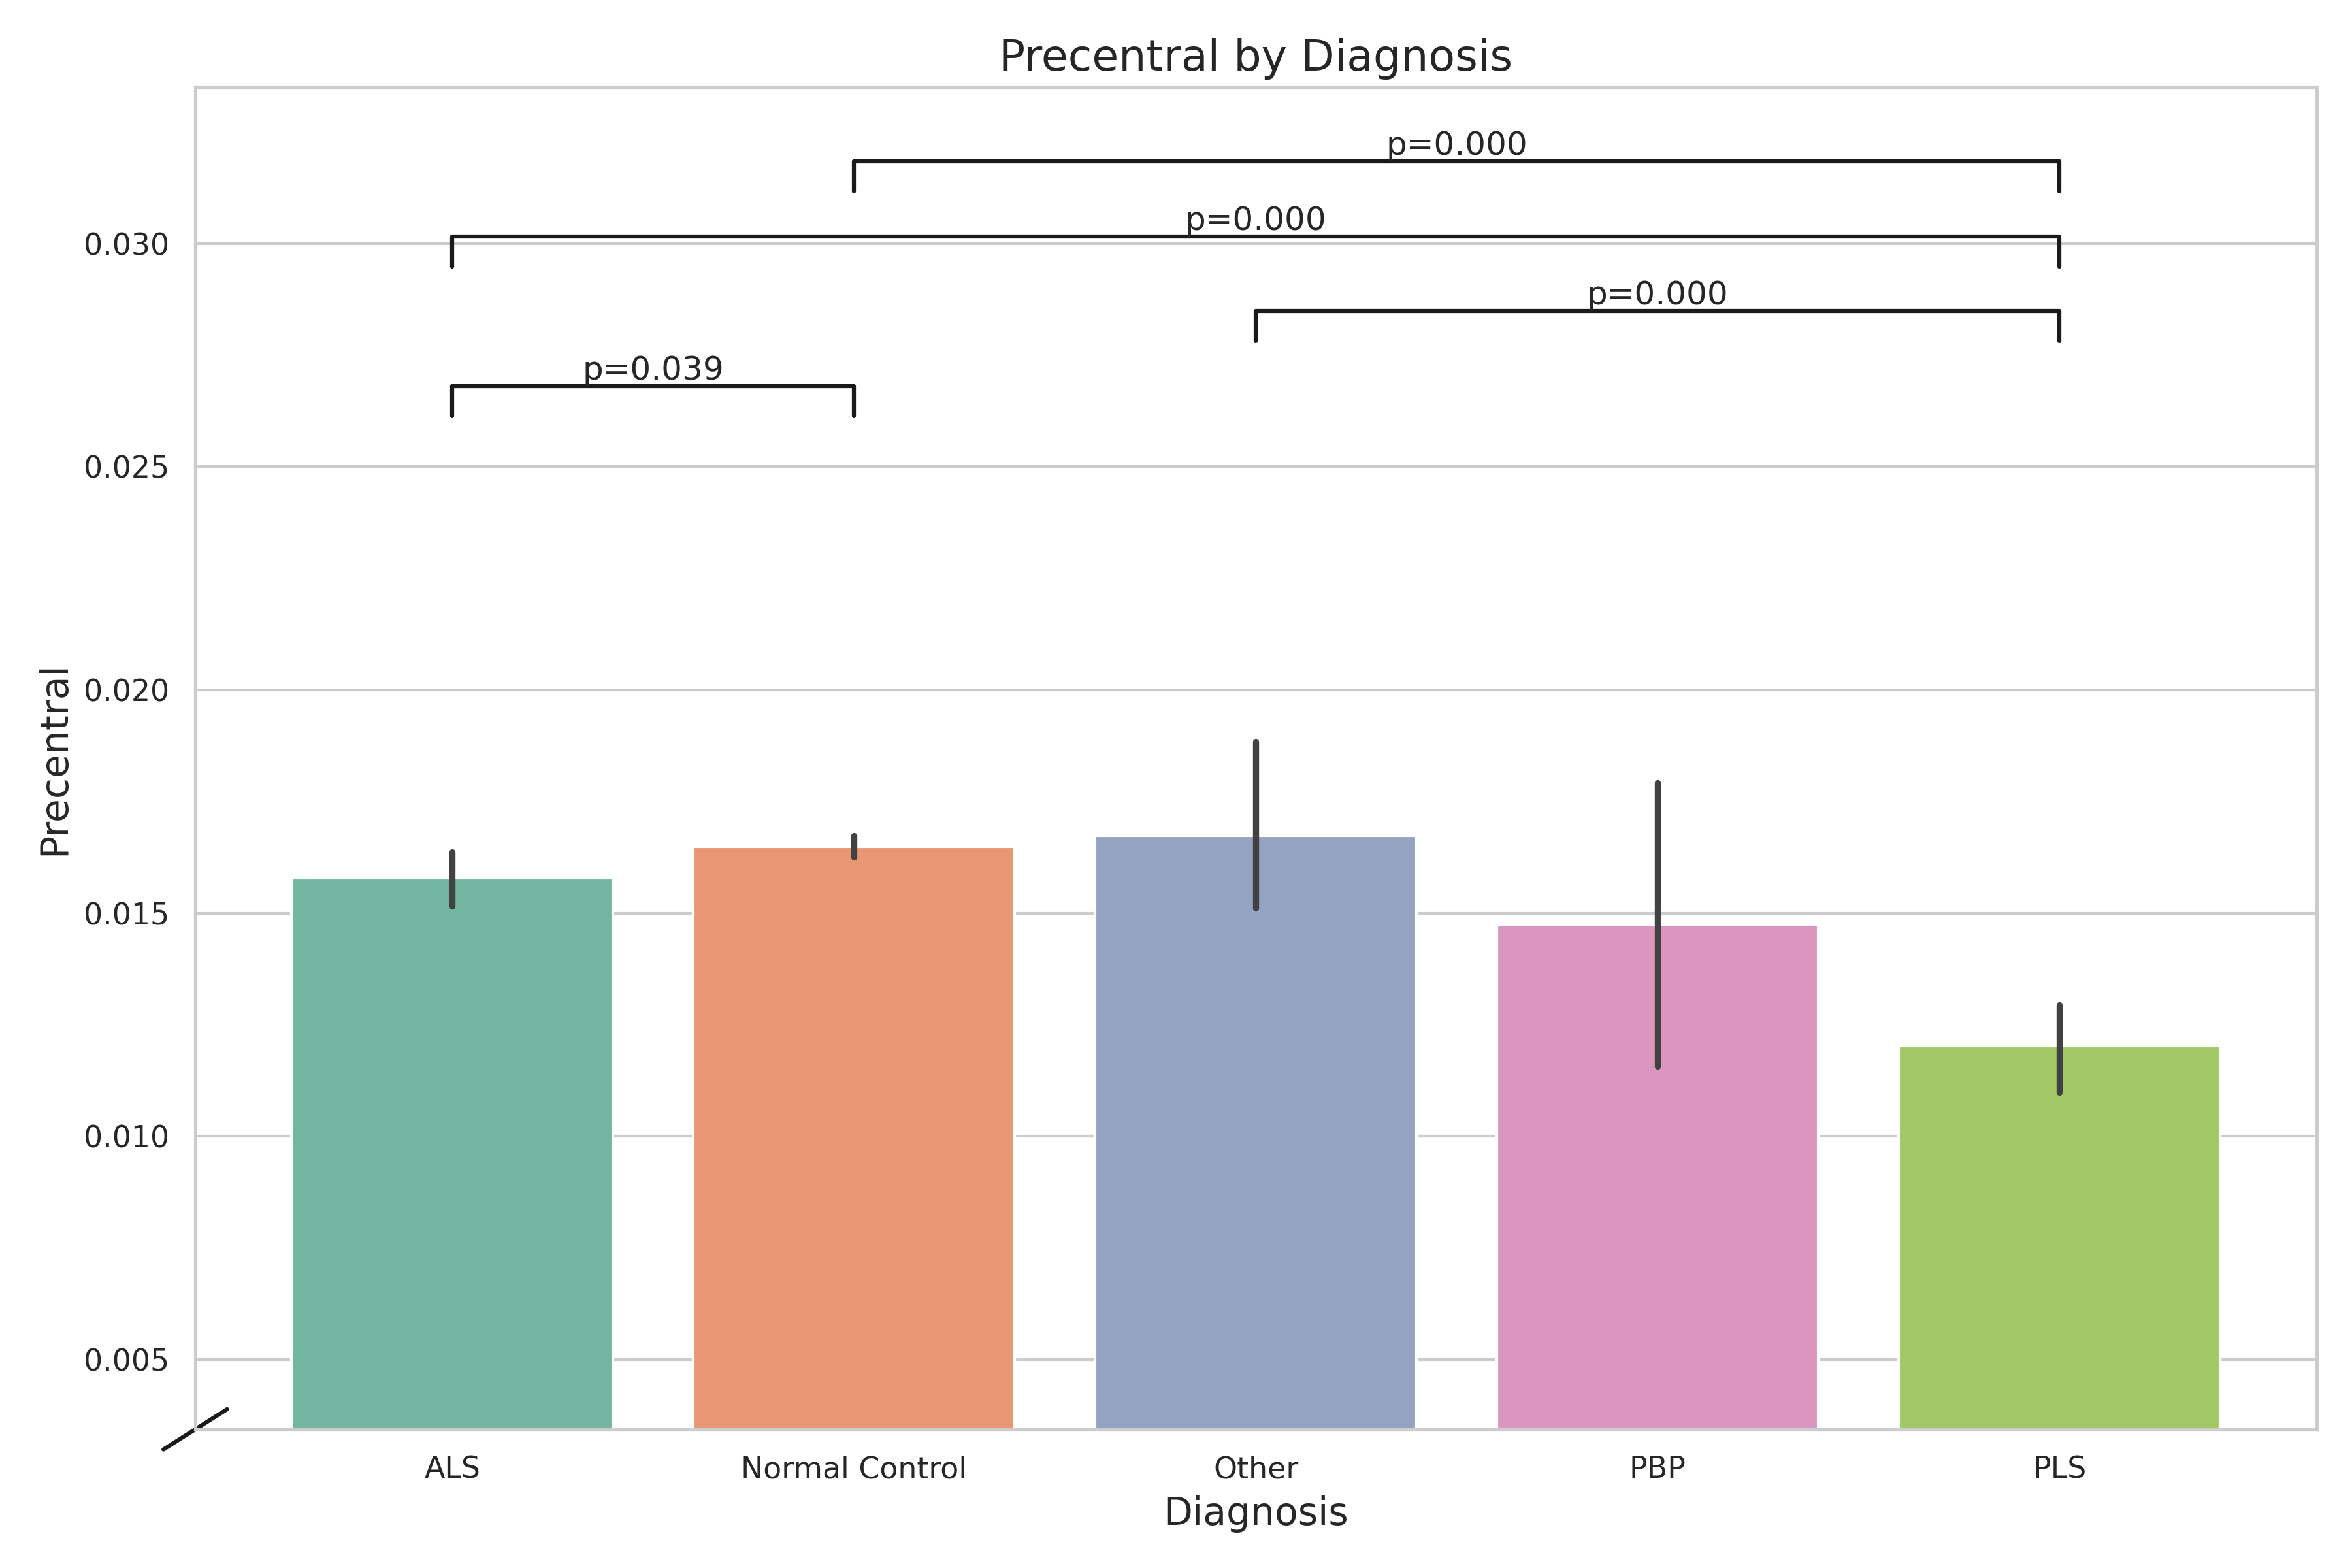 Precentral by Diagnosis
p=0.000
p=0.000
p=0.000
p=0.039
Precentral
0.030
0.025
0.020
0.015
0.010
0.005
ALS
Normal Control
Other
PBP
PLS
Diagnosis